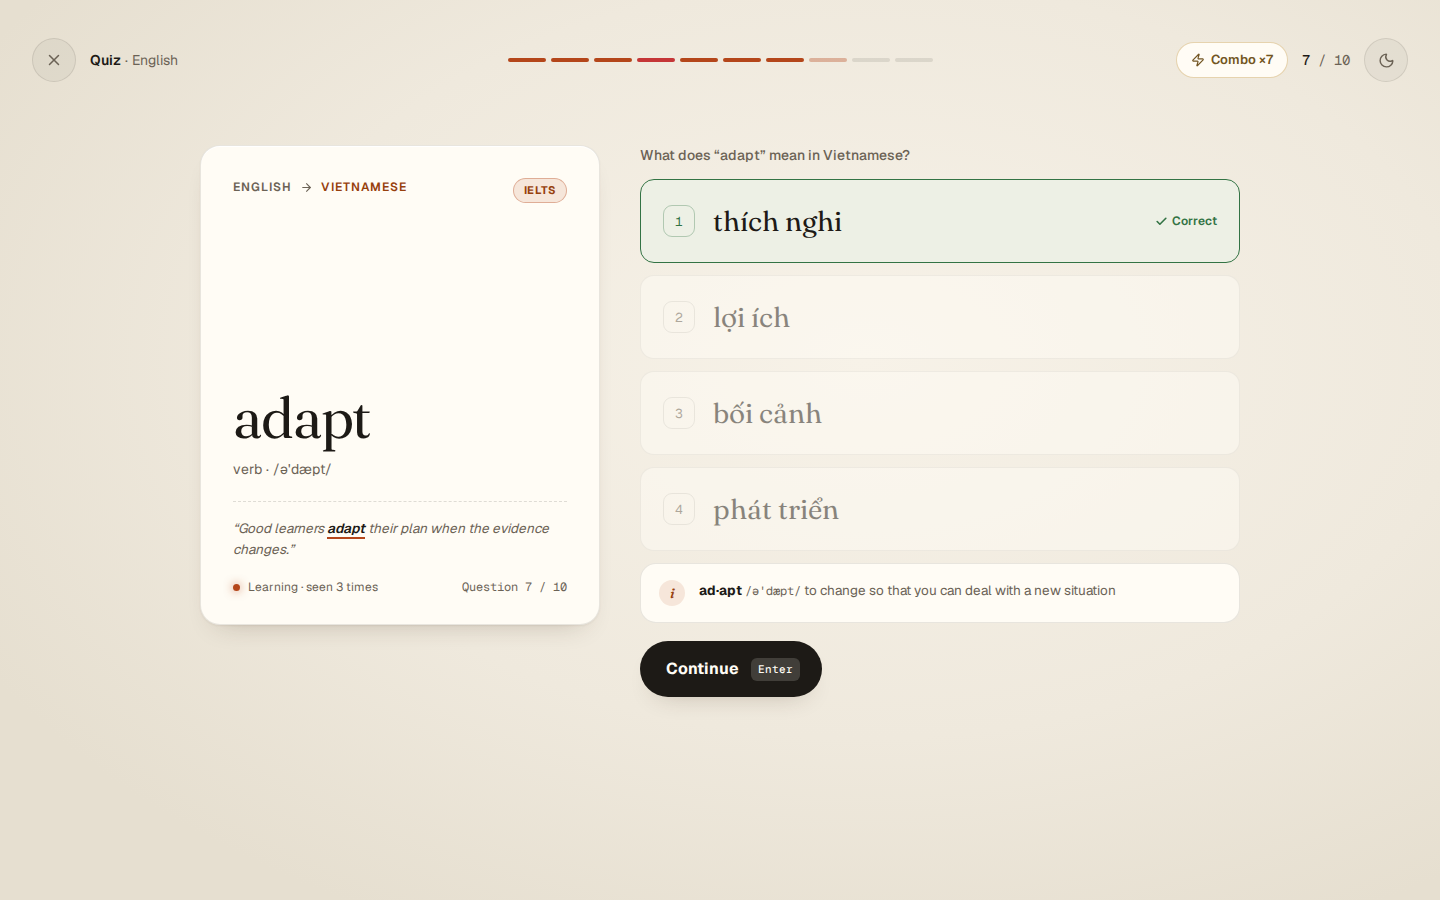 Quiz · English
Combo ×7
7 / 10
ENGLISH → VIETNAMESE
IELTS
adapt
verb · /ə'dæpt/
“Good learners adapt their plan when the evidence
changes.”
Learning · seen 3 times
Question 7 / 10
What does “adapt” mean in Vietnamese?
1 thích nghi
Correct
2 lợi ích
3 bối cảnh
4 phát triển
i
ad·apt /ə'dæpt/ to change so that you can deal with a new situation
Continue Enter